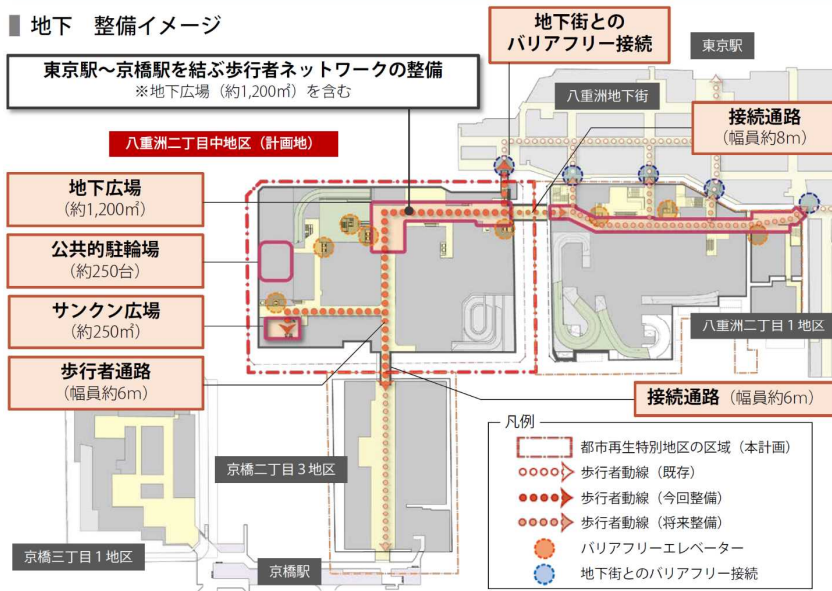 地下　整備イメージ
地下街との
バリアフリー接続
東京駅
東京駅～京橋駅を結ぶ歩行者ネットワークの整備
※地下広場（約1,200㎡）を含む
八重洲地下街
接続通路
（幅員約8m）
八重洲二丁目中地区（計画地）
地下広場
（約1,200㎡）
公共的駐輪場
（約250台）
サンクン広場
（約250㎡）
八重洲二丁目1地区
歩行者通路
（幅員約6m）
接続通路（幅員約6m）
京橋二丁目3地区
京橋三丁目1地区
京橋駅
凡例
都市再生特別地区の区域（本計画）
歩行者動線（既存）
歩行者動線（今回整備）
歩行者動線（将来整備）
バリアフリーエレベーター
地下街とのバリアフリー接続